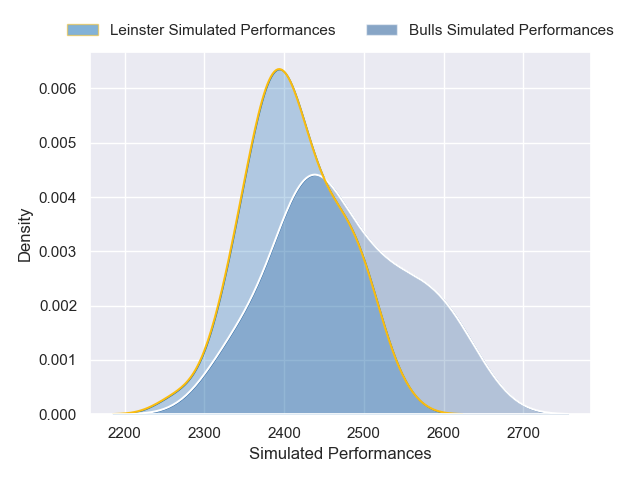 Leinster Simulated Performances Bulls Simulated Performances
0.006
0.005
0.004
0.003
0.002
0.001
0.000
Density
2200 2300 2400 2500 2600 2700
Simulated Performances